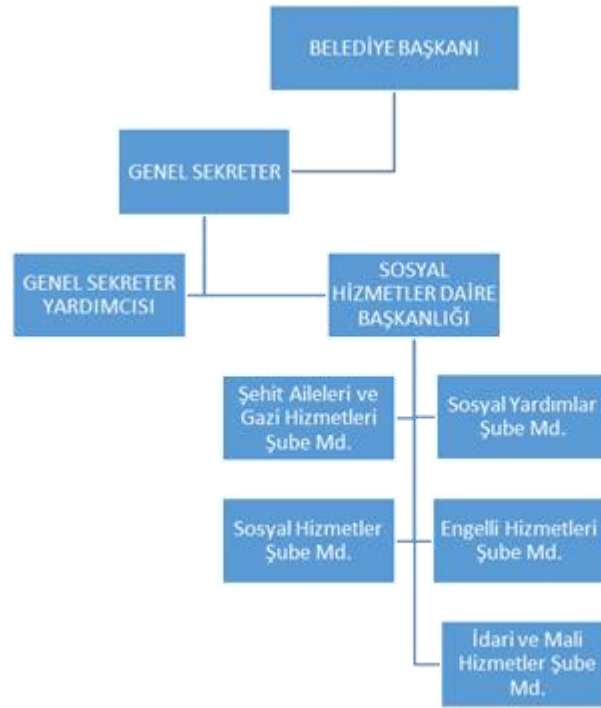 BELEDİYE BAŞKANI
GENEL SEKRETER
GENEL SEKRETER
YARDIMCISI
SOSYAL
HİZMETLER DAİRE
BAŞKANLIĞI
Şehit Aileleri ve
Gazi Hizmetleri
Şube Md.
Sosyal Yardımlar
Şube Md.
Sosyal Hizmetler
Şube Md.
Engelli Hizmetleri
Şube Md.
İdari ve Mali
Hizmetler Şube
Md.